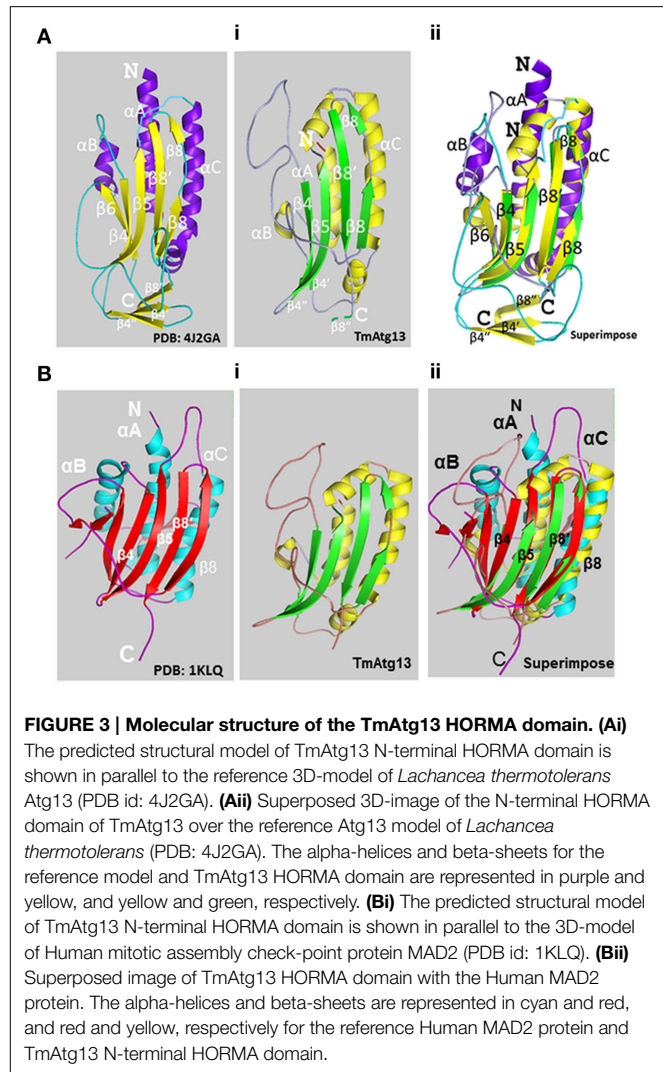 A
i
ii
N
αA
αB
β8
αC
β8'
β6
β5
β4
β8
β8"
C
β4"
β4'
PDB: 4J2GA
β8
N
αA
β8'
αC
β4
β5
β8
αB
β4"
β4'
C
β8"
TmAtg13
N
αA
αB
N
β8
αC
β4
β8'
β6
β5
β8
C
β8"
C
β4"
β4'
Superimpose
B
i
ii
N
αA
αB
αC
β8'
β4
β5
β8
C
PDB: 1KLQ
TmAtg13
N
αA
αC
αB
β4
β8'
β5
β8
C
Superimpose
FIGURE 3 | Molecular structure of the TmAtg13 HORMA domain. (Ai)
The predicted structural model of TmAtg13 N-terminal HORMA domain is
shown in parallel to the reference 3D-model of Lachancea thermotolerans
Atg13 (PDB id: 4J2GA). (Aii) Superposed 3D-image of the N-terminal HORMA
domain of TmAtg13 over the reference Atg13 model of Lachancea
thermotolerans (PDB: 4J2GA). The alpha-helices and beta-sheets for the
reference model and TmAtg13 HORMA domain are represented in purple and
yellow, and yellow and green, respectively. (Bi) The predicted structural model
of TmAtg13 N-terminal HORMA domain is shown in parallel to the 3D-model
of Human mitotic assembly check-point protein MAD2 (PDB id: 1KLQ). (Bii)
Superposed image of TmAtg13 HORMA domain with the Human MAD2
protein. The alpha-helices and beta-sheets are represented in cyan and red,
and red and yellow, respectively for the reference Human MAD2 protein and
TmAtg13 N-terminal HORMA domain.